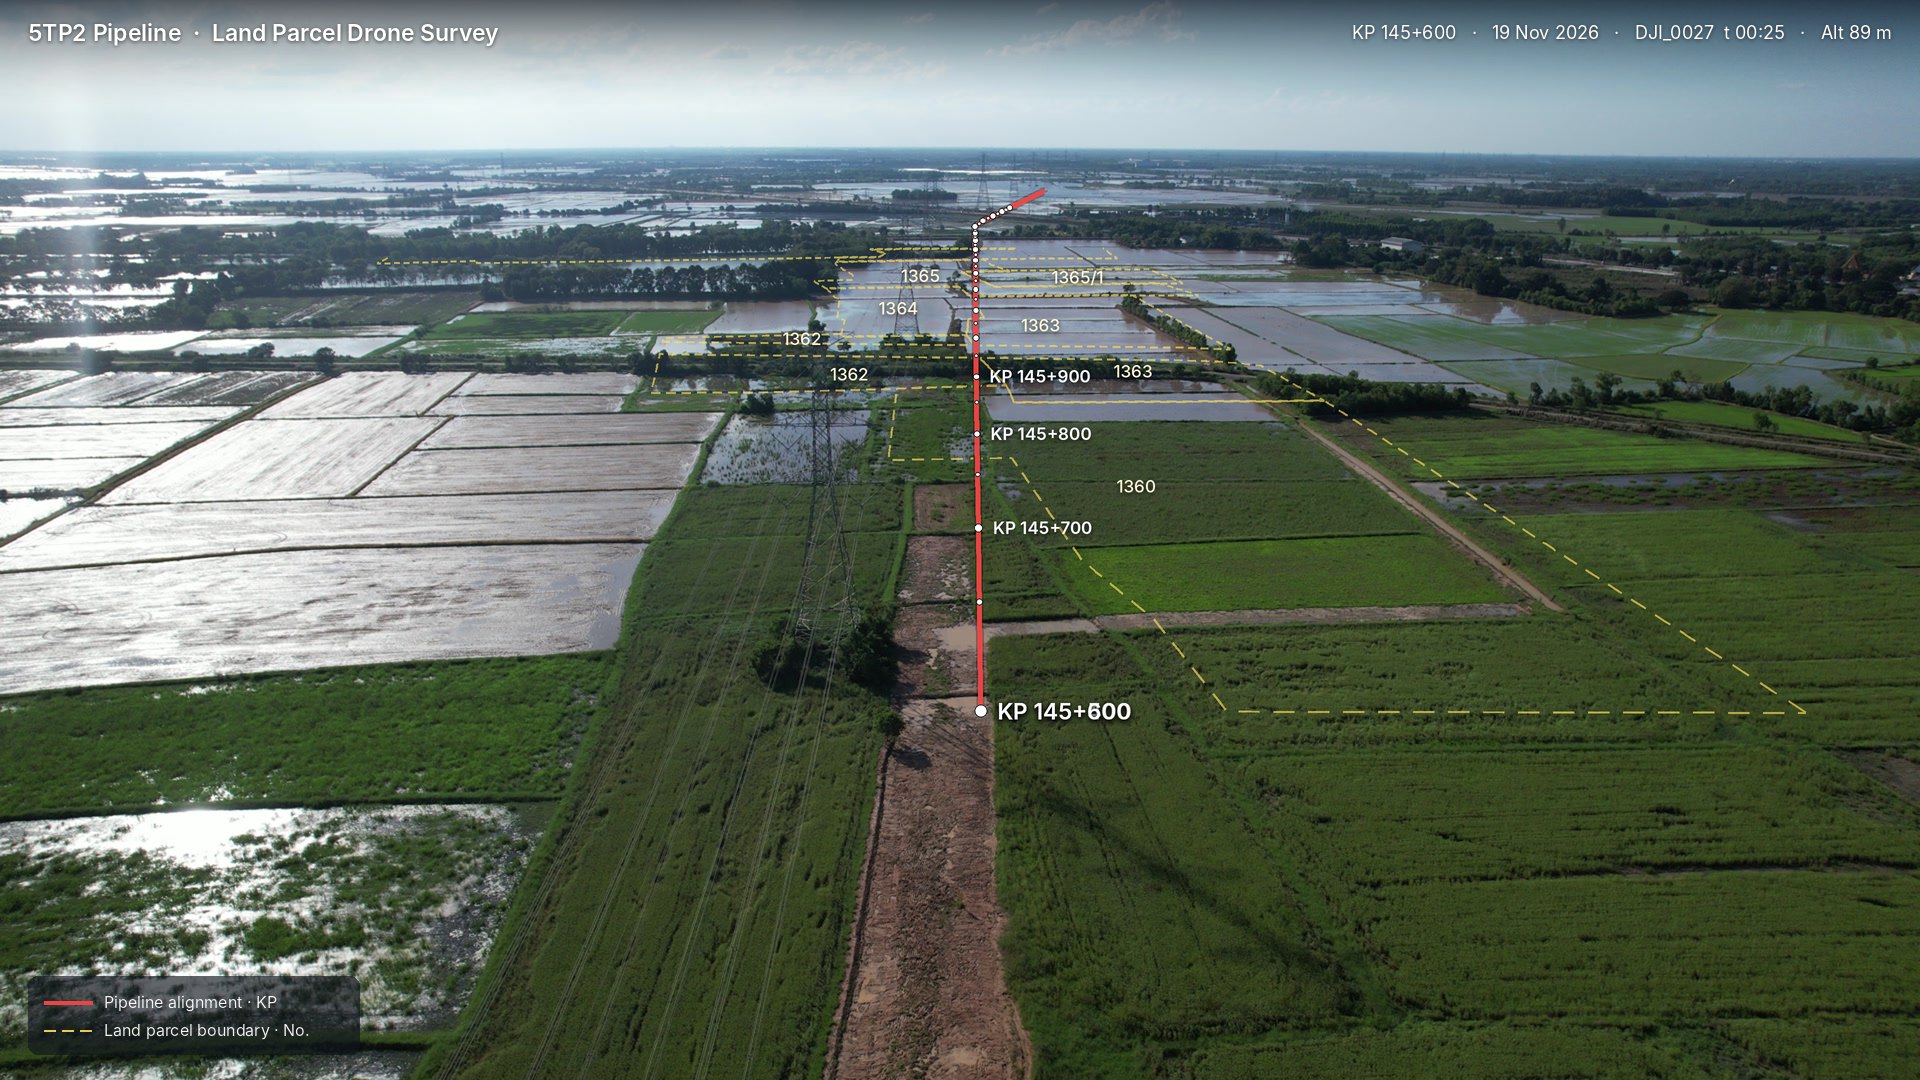 5TP2 Pipeline · Land Parcel Drone Survey
KP 145+600 · 19 Nov 2026 · DJI_0027 t 00:25 · Alt 89 m
1365
1365/1
1364
1363
1362
1362
1363
KP 145+900
KP 145+800
1360
KP 145+700
KP 145+600
Pipeline alignment · KP
Land parcel boundary · No.